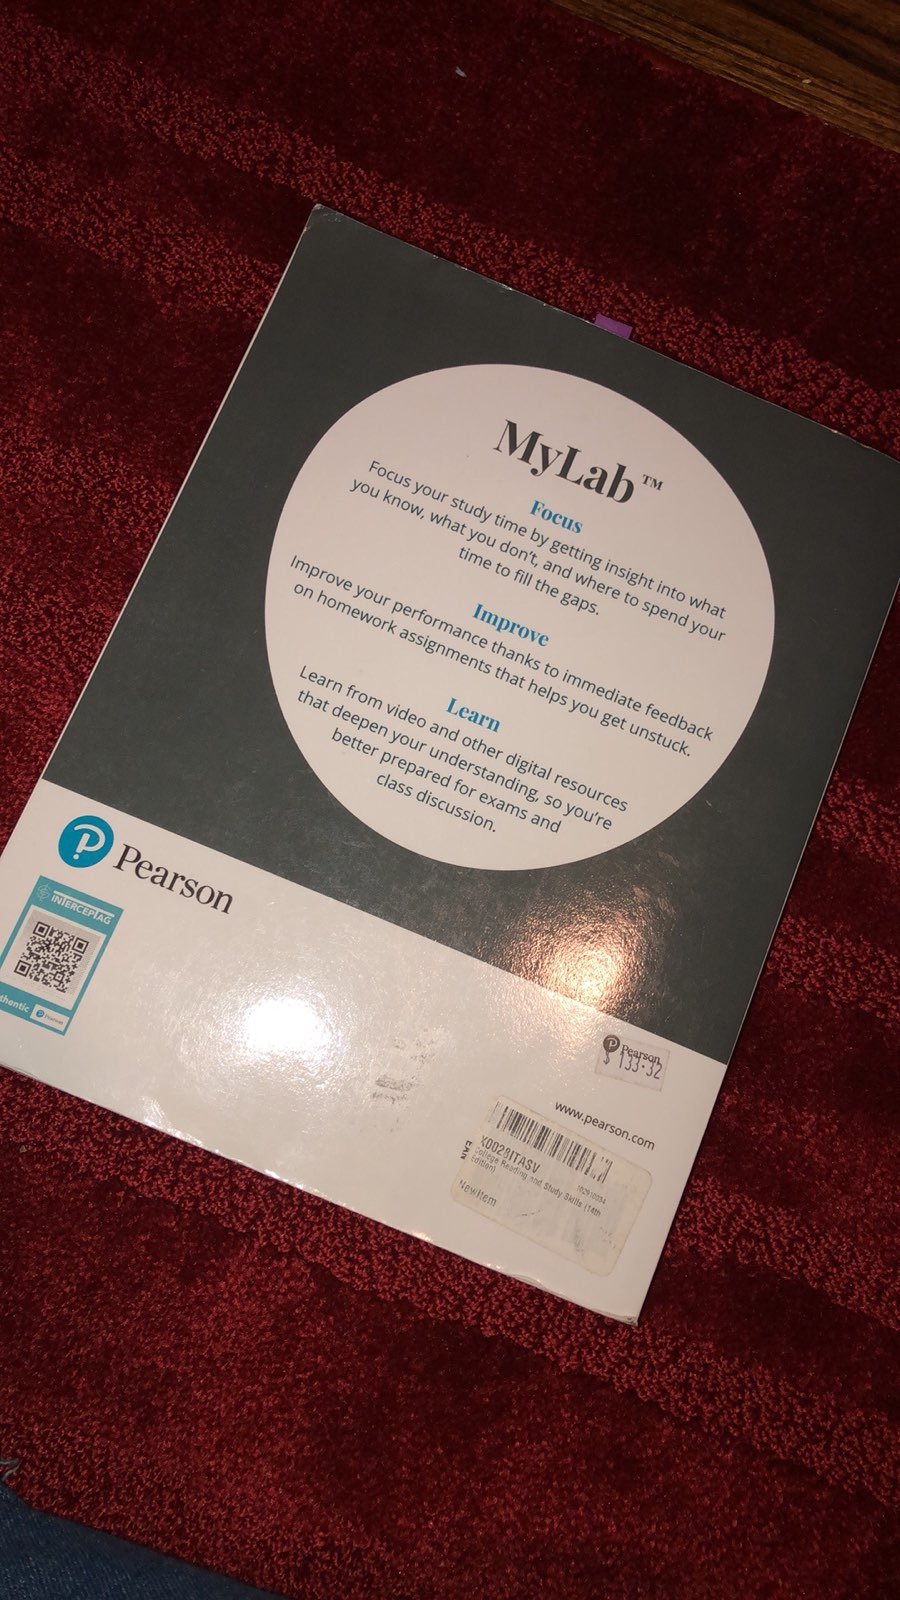 MyLab™
Focus
Focus your study time by getting insight into what
you know, what you don't, and where to spend your
time to fill the gaps.
Improve
Improve your performance thanks to immediate feedback
on homework assignments that helps you get unstuck.
Learn
Learn from video and other digital resources
that deepen your understanding, so you're
better prepared for exams and
class discussion.
Pearson
INTERCEPTAG
thentic
Pearson
Pearson
$ 133.32
www.pearson.com
X0028ITASV
College Reading and Study Skills (14th
Edition)
New Item